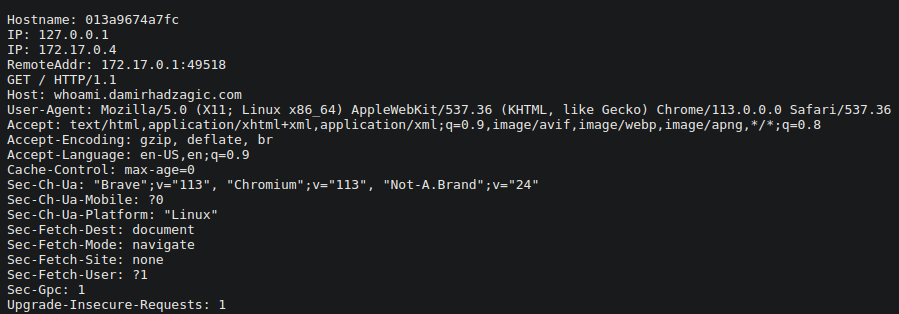 Hostname: 013a9674a7fc
IP: 127.0.0.1
IP: 172.17.0.4
RemoteAddr: 172.17.0.1:49518
GET / HTTP/1.1
Host: whoami.damirhadzagic.com
User-Agent: Mozilla/5.0 (X11; Linux x86_64) AppleWebKit/537.36 (KHTML, like Gecko) Chrome/113.0.0.0 Safari/537.36
Accept: text/html,application/xhtml+xml,application/xml;q=0.9,image/avif,image/webp,image/apng,*/*;q=0.8
Accept-Encoding: gzip, deflate, br
Accept-Language: en-US,en;q=0.9
Cache-Control: max-age=0
Sec-Ch-Ua: "Brave";v="113", "Chromium";v="113", "Not-A.Brand";v="24"
Sec-Ch-Ua-Mobile: ?0
Sec-Ch-Ua-Platform: "Linux"
Sec-Fetch-Dest: document
Sec-Fetch-Mode: navigate
Sec-Fetch-Site: none
Sec-Fetch-User: ?1
Sec-Gpc: 1
Upgrade-Insecure-Requests: 1